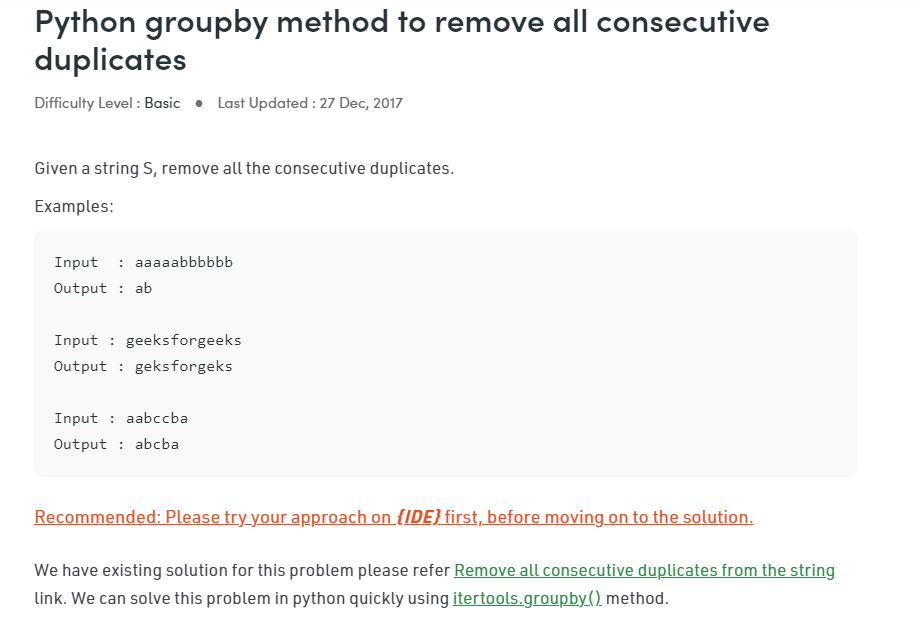 Python groupby method to remove all consecutive
duplicates
Difficulty Level : Basic ● Last Updated : 27 Dec, 2017
Given a string S, remove all the consecutive duplicates.
Examples:
Input  : aaaaabbbbbb
Output : ab
Input : geeksforgeeks
Output : geksforgeks
Input : aabccba
Output : abcba
Recommended: Please try your approach on {IDE} first, before moving on to the solution.
We have existing solution for this problem please refer Remove all consecutive duplicates from the string
link. We can solve this problem in python quickly using itertools.groupby() method.